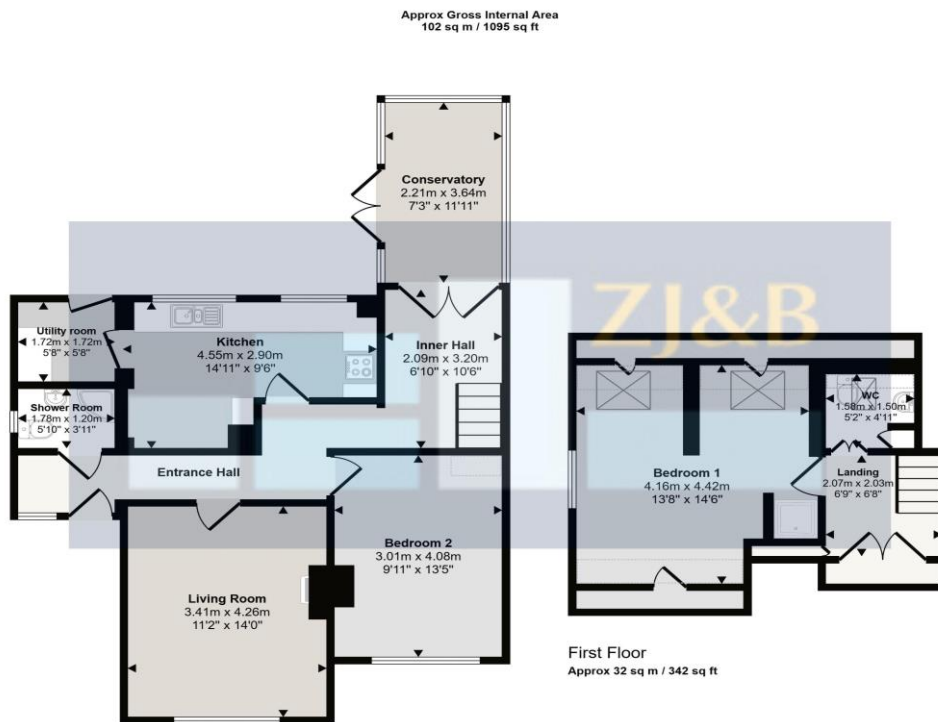 Approx Gross Internal Area
102 sq m / 1095 sq ft
Conservatory
2.21m x 3.64m
7'3" x 11'11"
ZJ&B
Utility room
1.72m x 1.72m
5'8" x 5'8"
Kitchen
4.55m x 2.90m
14'11" x 9'6"
Inner Hall
2.09m x 3.20m
6'10" x 10'6"
Shower Room
1.78m x 1.20m
5'10" x 3'11"
WC
1.58m x 1.50m
5'2" x 4'11"
Entrance Hall
Bedroom 1
4.16m x 4.42m
13'8" x 14'6"
Landing
2.07m x 2.03m
6'9" x 6'8"
Bedroom 2
3.01m x 4.08m
9'11" x 13'5"
Living Room
3.41m x 4.26m
11'2" x 14'0"
First Floor
Approx 32 sq m / 342 sq ft